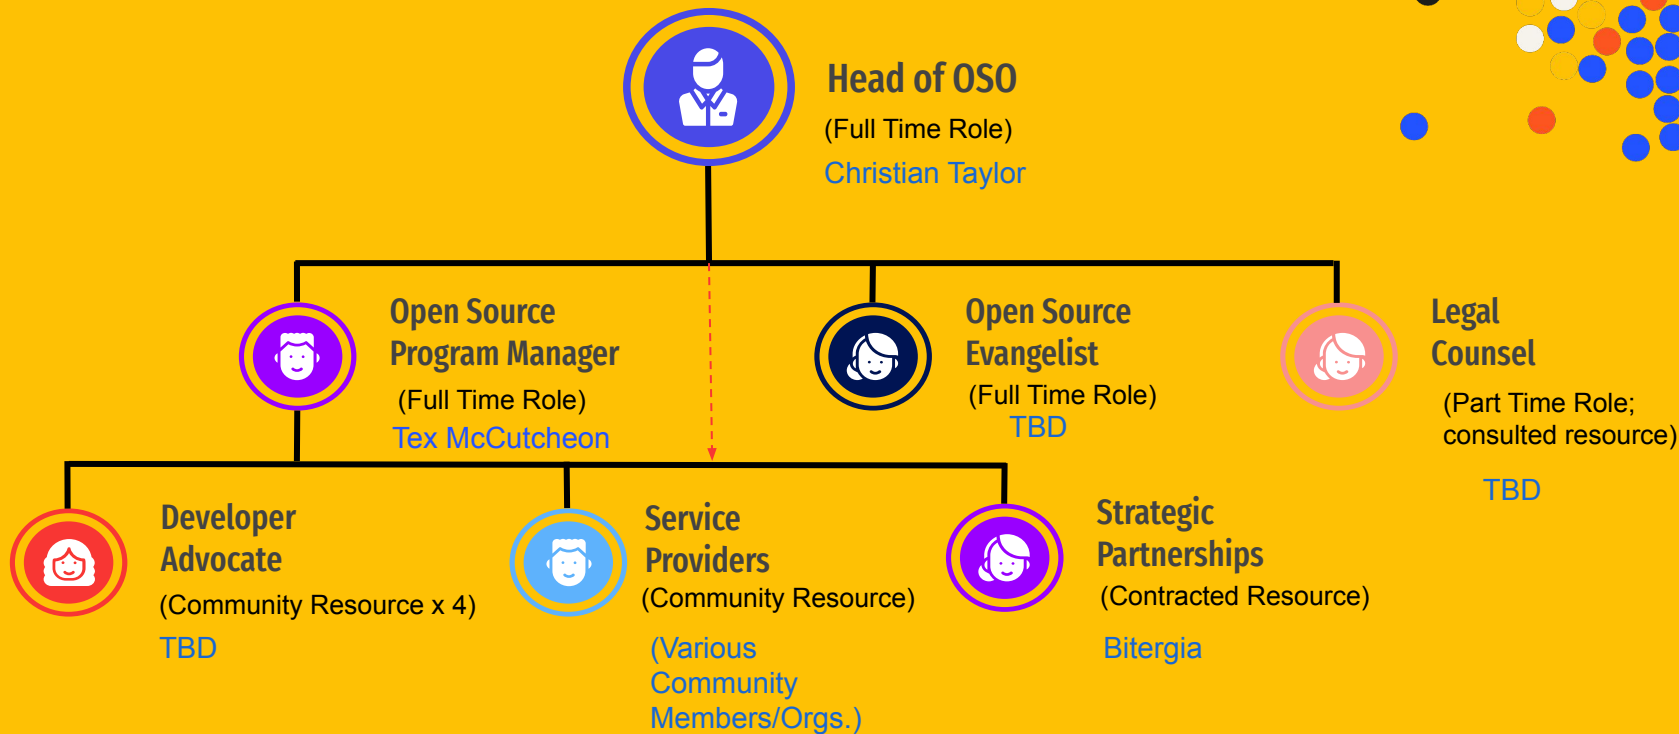 Head of OSO
(Full Time Role)
Christian Taylor
Open Source
Program Manager
(Full Time Role)
Tex McCutcheon
Open Source
Evangelist
(Full Time Role)
TBD
Legal
Counsel
(Part Time Role;
consulted resource)
TBD
Developer
Advocate
(Community Resource x 4)
TBD
Service
Providers
(Community Resource)
(Various
Community
Members/Orgs.)
Strategic
Partnerships
(Contracted Resource)
Bitergia